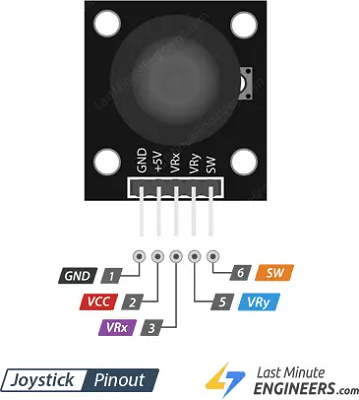 GND
+5V
VRx
VRy
SW
GND 1
6 SW
VCC 2
5 VRy
VRx 3
Joystick Pinout
Last Minute
ENGINEERS.com